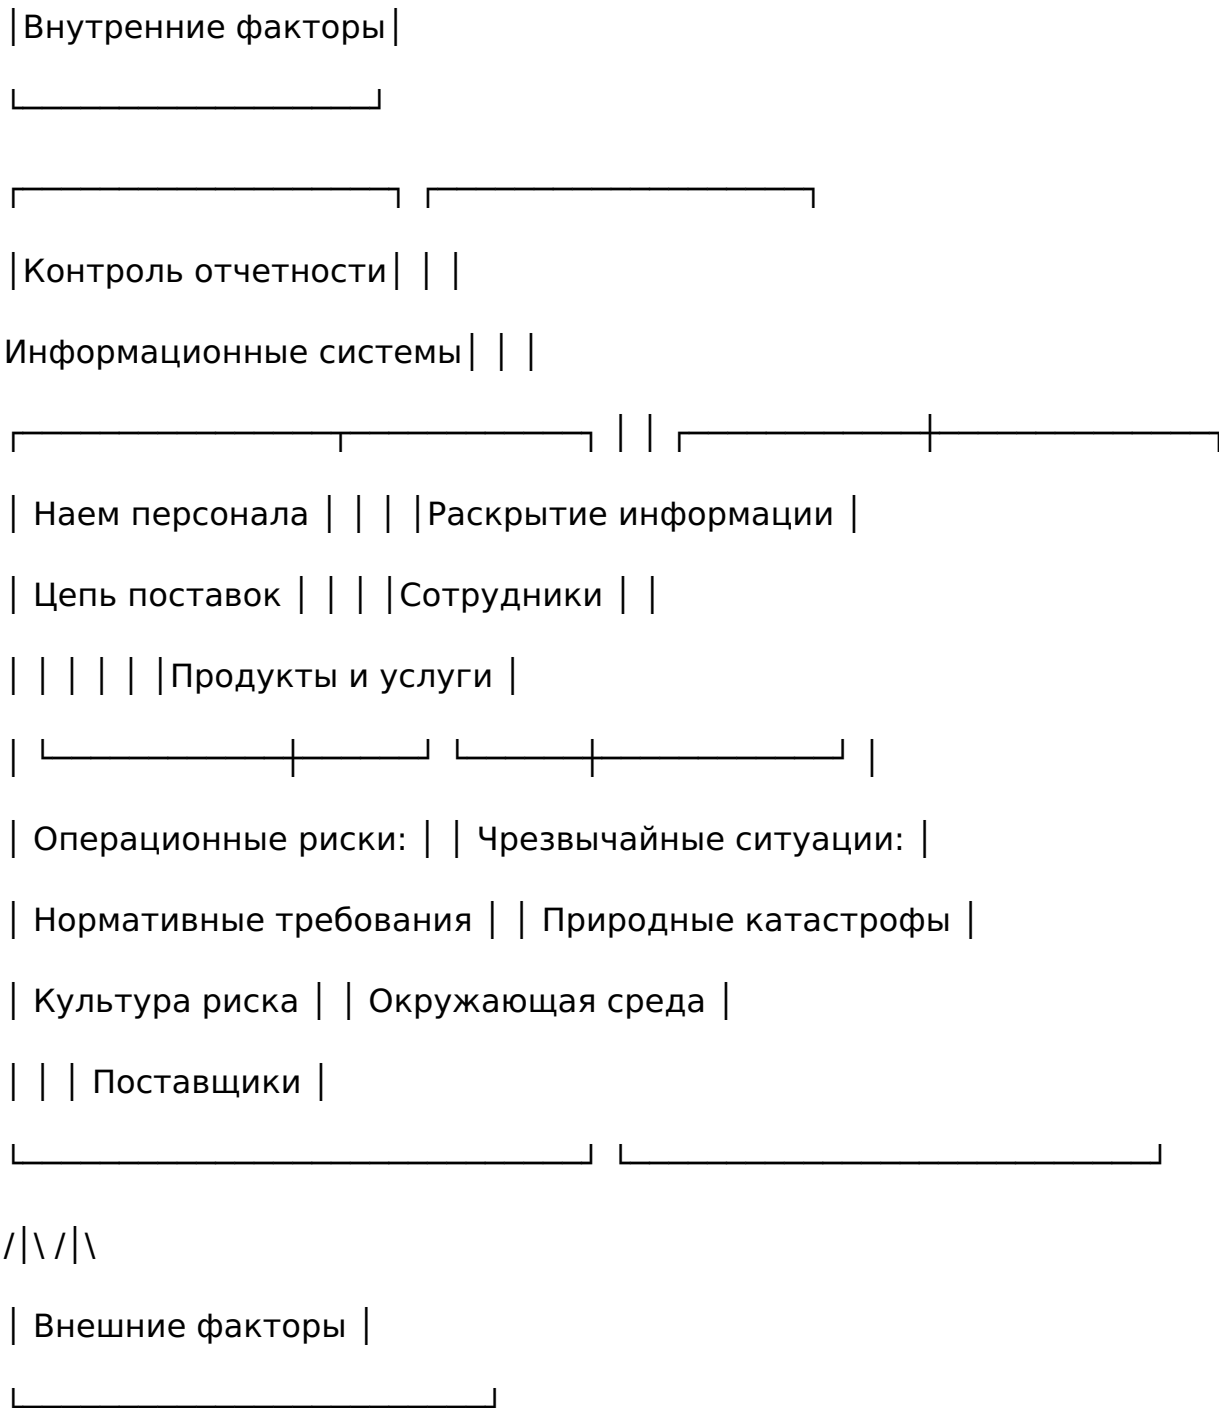 │Внутренние факторы│
└───────────────────┘
┌────────────────────┐ ┌────────────────────┐
│Контроль отчетности│ │ │
Информационные системы│ │ │
┌─────────────────┬─────────────┐ │ │ ┌─────────────┼───────────────┐
│ Наем персонала │ │ │ │Раскрытие информации │
│ Цепь поставок │ │ │ │Сотрудники │ │
│ │ │ │ │ │Продукты и услуги │
│ └─────────────┼───────┘ └───────┼─────────────┘ │
│ Операционные риски: │ │ Чрезвычайные ситуации: │
│ Нормативные требования │ │ Природные катастрофы │
│ Культура риска │ │ Окружающая среда │
│ │ │ Поставщики │
└──────────────────────────────┘ └────────────────────────────┘
/│\ /│\
│ Внешние факторы │
└─────────────────────────┘